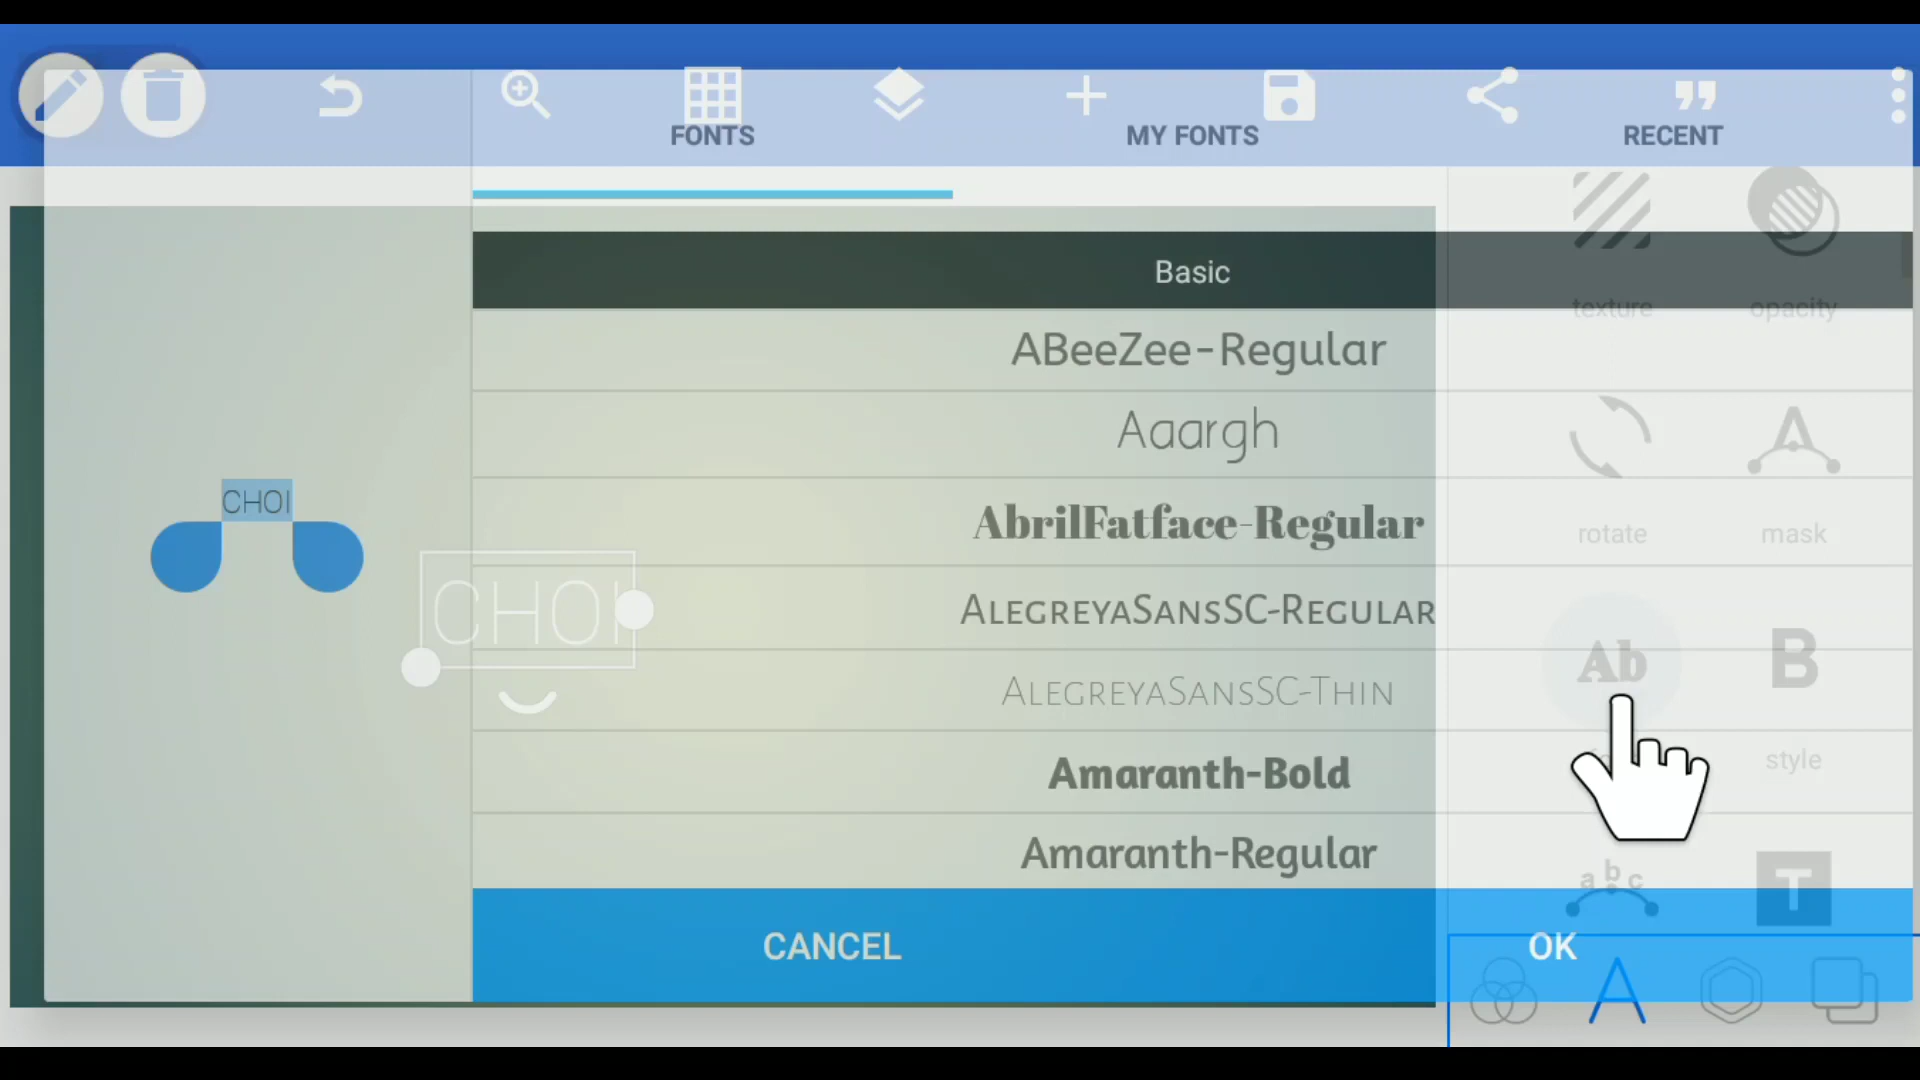 FONTS MY FONTS RECENT
Basic
texture opacity
ABeeZee-Regular
Aaargh
CHOI
AbrilFatface-Regular
rotate mask
CHOI
AlegreyaSansSC-Regular
Ab B
AlegreyaSansSC-Thin
style
Amaranth-Bold
Amaranth-Regular
abc T
CANCEL OK
A